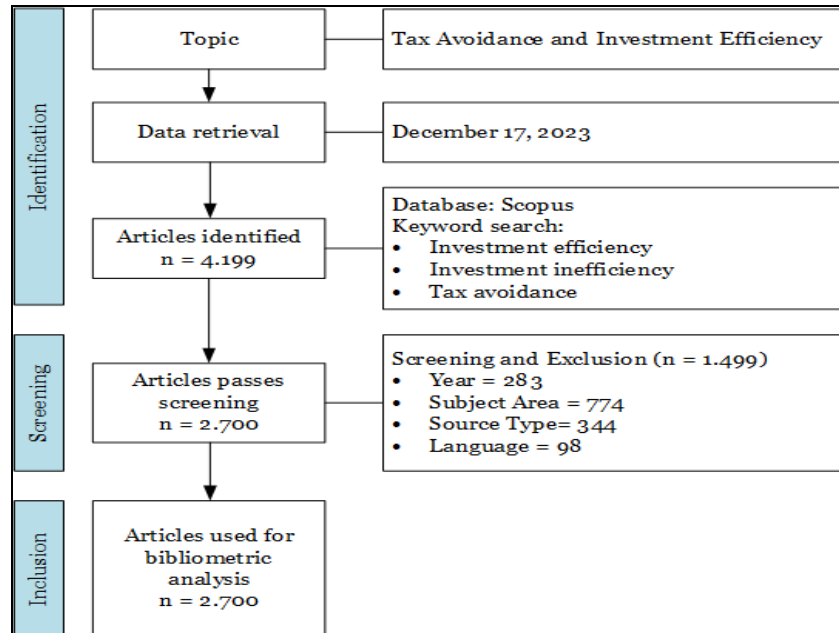 Identification
Topic
Tax Avoidance and Investment Efficiency
Data retrieval
December 17, 2023
Articles identified
n = 4.199
Database: Scopus
Keyword search:
• Investment efficiency
• Investment inefficiency
• Tax avoidance
Screening
Articles passes
screening
n = 2.700
Screening and Exclusion (n = 1.499)
• Year = 283
• Subject Area = 774
• Source Type= 344
• Language = 98
Inclusion
Articles used for
bibliometric
analysis
n = 2.700